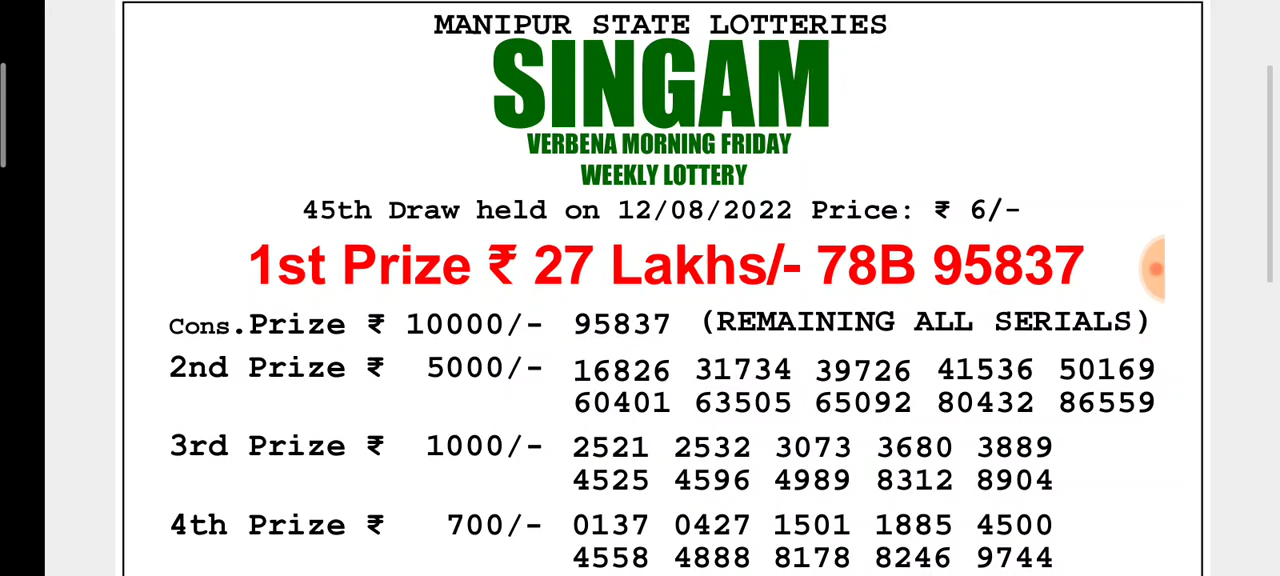 MANIPUR STATE LOTTERIES
SINGAM
VERBENA MORNING FRIDAY
WEEKLY LOTTERY
45th Draw held on 12/08/2022 Price: ₹ 6/-
1st Prize ₹ 27 Lakhs/- 78B 95837
Cons.Prize ₹ 10000/- 95837 (REMAINING ALL SERIALS)
2nd Prize ₹ 5000/- 16826 31734 39726 41536 50169
60401 63505 65092 80432 86559
3rd Prize ₹ 1000/- 2521 2532 3073 3680 3889
4525 4596 4989 8312 8904
4th Prize ₹ 700/- 0137 0427 1501 1885 4500
4558 4888 8178 8246 9744